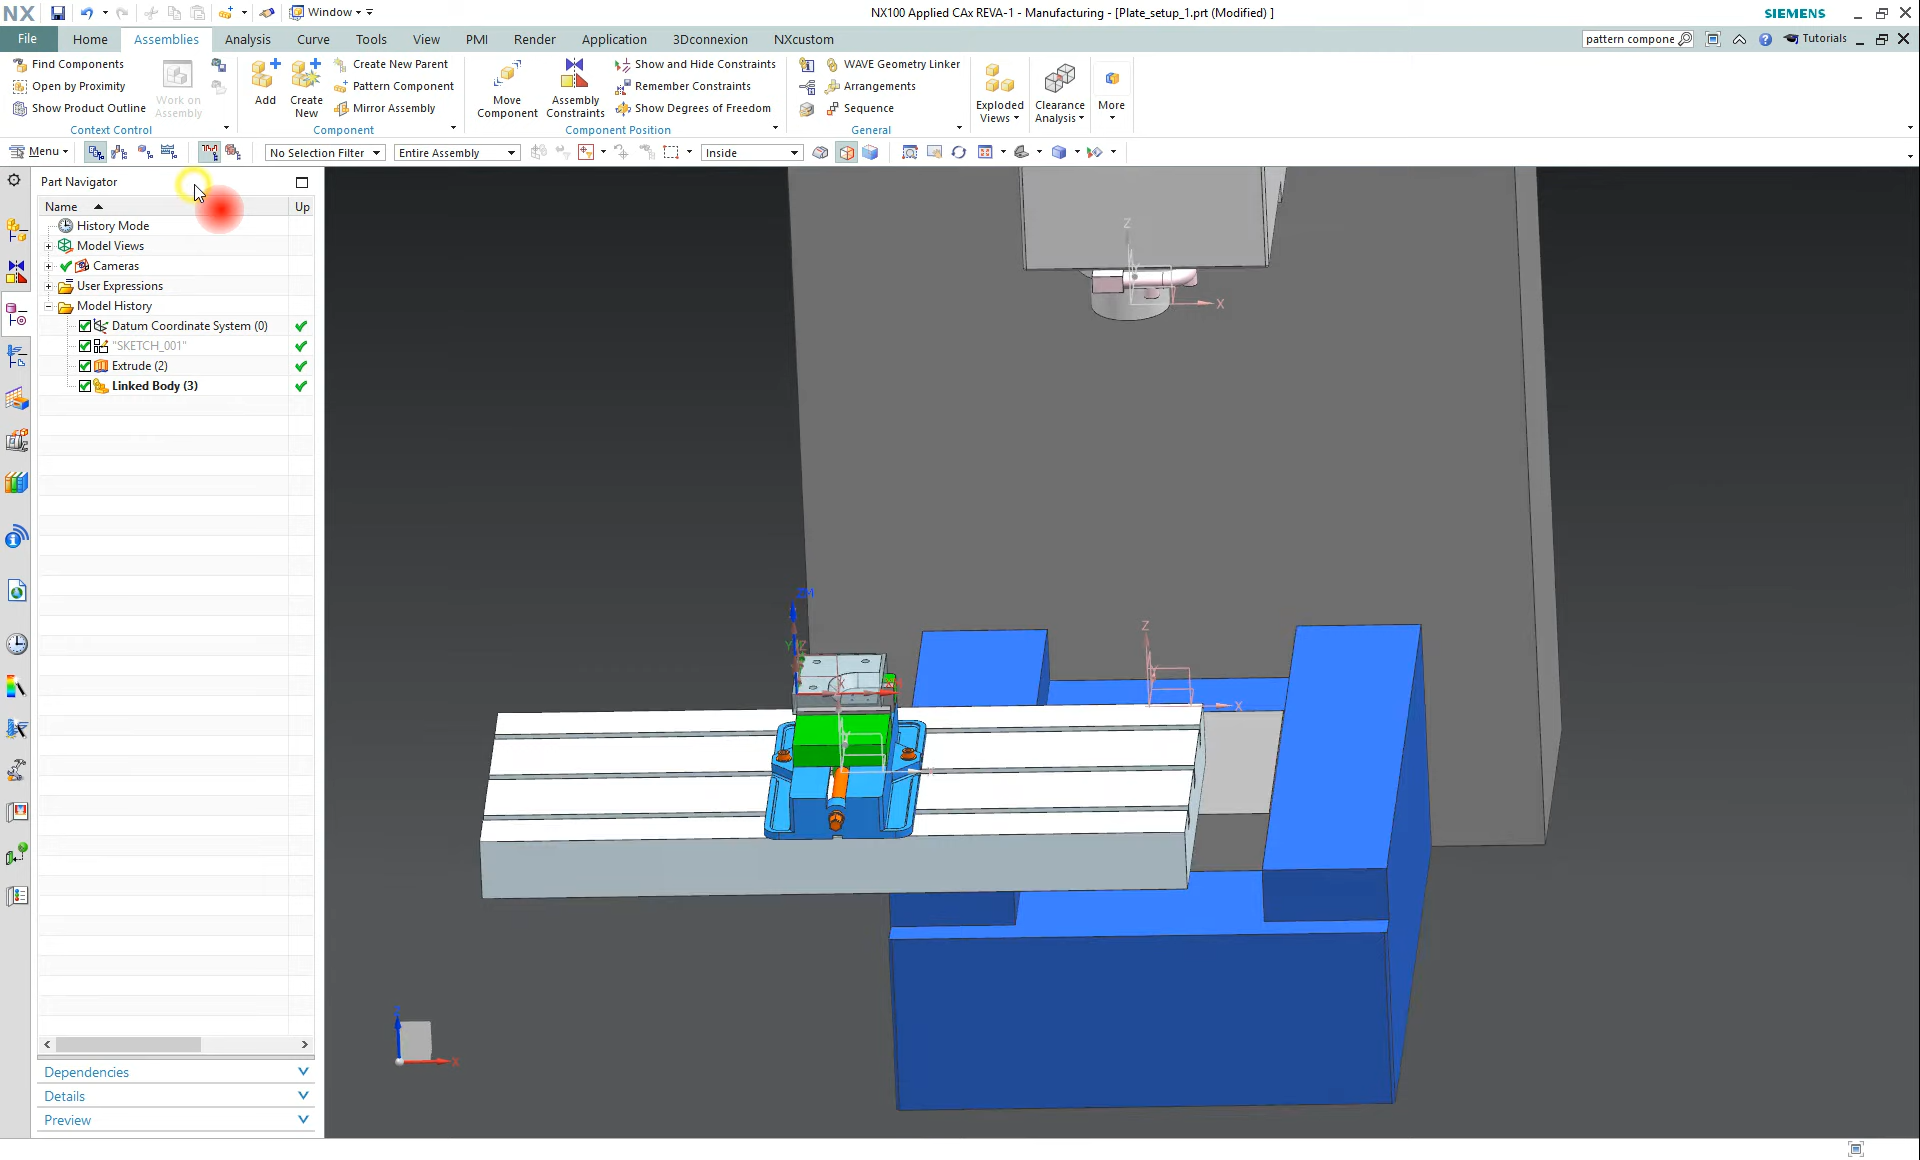 NX Window NX100 Applied CAx REVA-1 - Manufacturing - [Plate_setup_1.prt (Modified) ] SIEMENS
File Home Assemblies Analysis Curve Tools View PMI Render Application 3Dconnexion NXcustom pattern compone Tutorials
Find Components
Open by Proximity
Show Product Outline
Work on Assembly
Context Control
Add
Create New
Create New Parent
Pattern Component
Mirror Assembly
Component
Move Component
Assembly Constraints
Show and Hide Constraints
Remember Constraints
Show Degrees of Freedom
Component Position
WAVE Geometry Linker
Arrangements
Sequence
General
Exploded Views
Clearance Analysis
More
Menu No Selection Filter Entire Assembly Inside
Part Navigator
Name Up
History Mode
Model Views
Cameras
User Expressions
Model History
Datum Coordinate System (0)
"SKETCH_001"
Extrude (2)
Linked Body (3)
Z
X
ZM
Z
X
X
Dependencies
Details
Preview